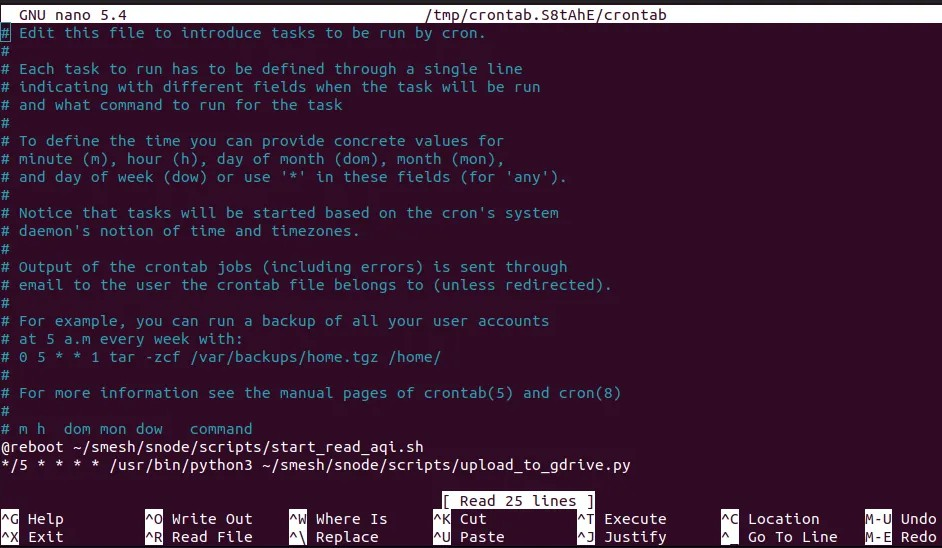 GNU nano 5.4 /tmp/crontab.S8tAhE/crontab
# Edit this file to introduce tasks to be run by cron.
#
# Each task to run has to be defined through a single line
# indicating with different fields when the task will be run
# and what command to run for the task
#
# To define the time you can provide concrete values for
# minute (m), hour (h), day of month (dom), month (mon),
# and day of week (dow) or use '*' in these fields (for 'any').
#
# Notice that tasks will be started based on the cron's system
# daemon's notion of time and timezones.
#
# Output of the crontab jobs (including errors) is sent through
# email to the user the crontab file belongs to (unless redirected).
#
# For example, you can run a backup of all your user accounts
# at 5 a.m every week with:
# 0 5 * * 1 tar -zcf /var/backups/home.tgz /home/
#
# For more information see the manual pages of crontab(5) and cron(8)
#
# m h  dom mon dow   command
@reboot ~/smesh/snode/scripts/start_read_aqi.sh
*/5 * * * * /usr/bin/python3 ~/smesh/snode/scripts/upload_to_gdrive.py
[ Read 25 lines ]
^G Help ^O Write Out ^W Where Is ^K Cut ^T Execute ^C Location M-U Undo
^X Exit ^R Read File ^\ Replace ^U Paste ^J Justify ^_ Go To Line M-E Redo